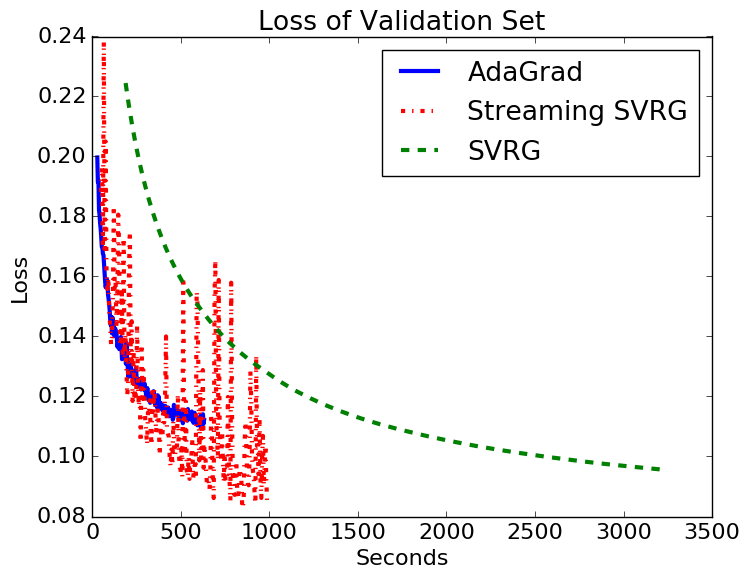 Loss of Validation Set
AdaGrad
Streaming SVRG
SVRG
Loss
0.24
0.22
0.20
0.18
0.16
0.14
0.12
0.10
0.08
0 500 1000 1500 2000 2500 3000 3500
Seconds